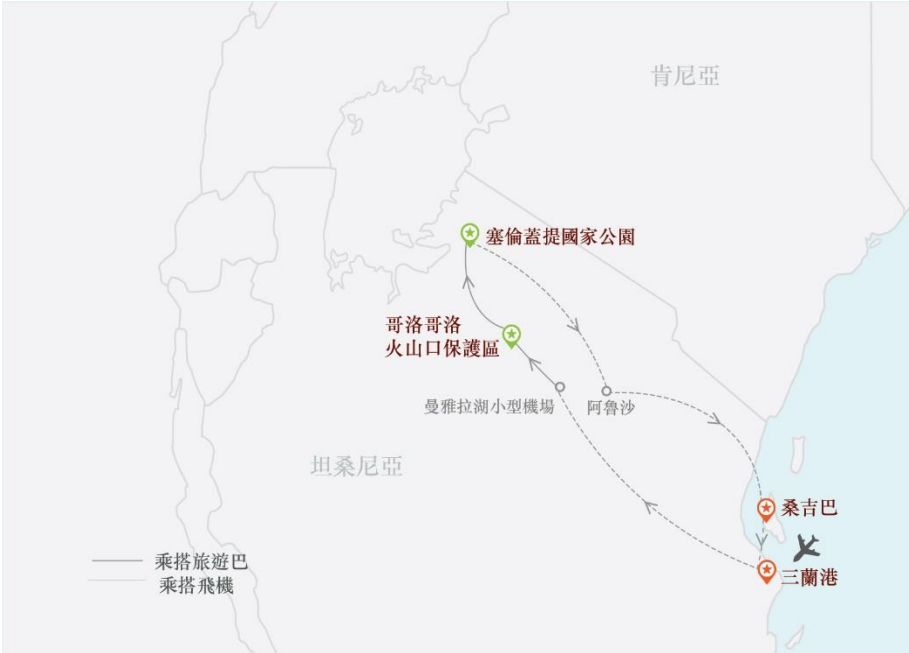 肯尼亞
塞倫蓋提國家公園
哥洛哥洛
火山口保護區
曼雅拉湖小型機場
阿魯沙
坦桑尼亞
桑吉巴
三蘭港
乘搭旅遊巴
乘搭飛機